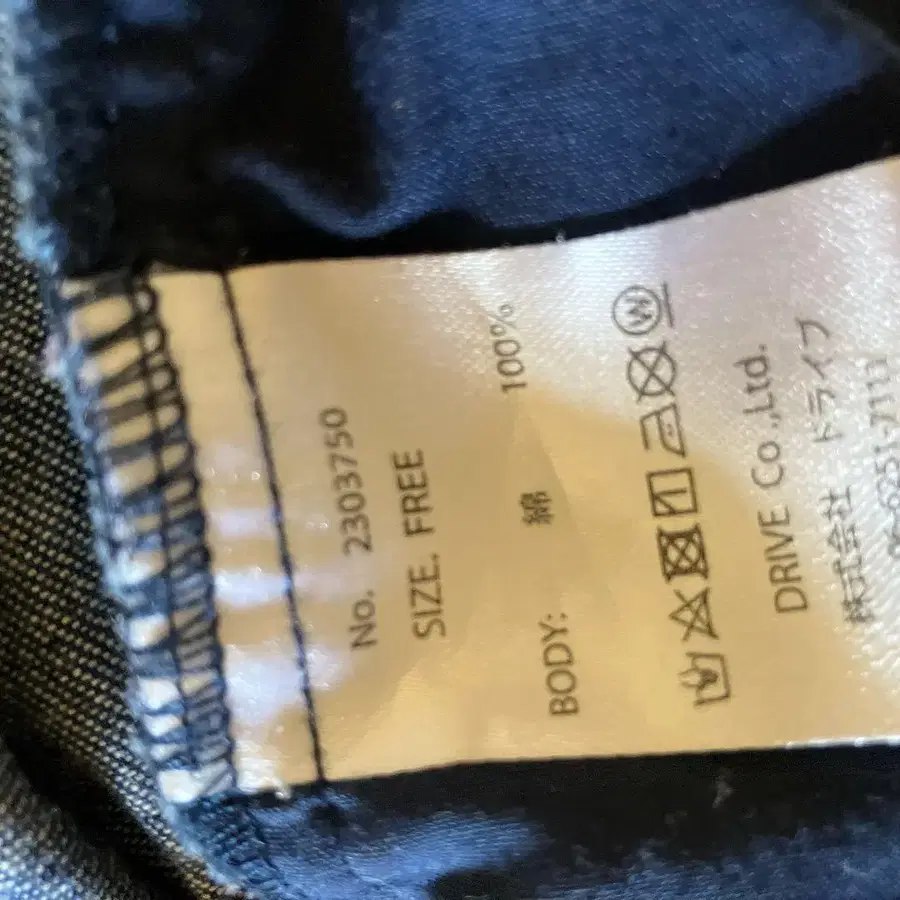 No. 2303750
SIZE. FREE
BODY: 綿 100%
DRIVE Co.,Ltd.
株式会社 ドライブ